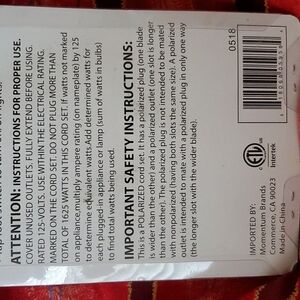 ATTENTION: INSTRUCTIONS FOR PROPER USE.
CORD UNCOILED. FULLY EXTEND BEFORE USING.
RATED 125-VOLTS. USE WITHIN THE ELECTRICAL RATING
MARKED ON THE CORD SET. DO NOT PLUG MORE THAN
TOTAL OF 1625 WATTS IN THIS CORD SET. If watts not marked
on appliance, multiply ampere rating (on nameplate) by 125
to determine equivalent watts. Add determined watts for
each appliance or lamp (sum of watts in bulbs)
to find total watts being used.
IMPORTANT SAFETY INSTRUCTIONS:
This is a polarized cord set. It has a polarized plug (one blade
is wider than the other) and a polarized outlet (one slot is longer
than the other). The polarized plug is not intended to be mated
with nonpolarized (having both slots the same size). A polarized
outlet is intended to mate with a polarized plug in only one way
(the longer slot with the wider blade).
0518
ETL
Intertek
IMPORTED BY:
Momentum Brands
Commerce, CA 90023
Made in China